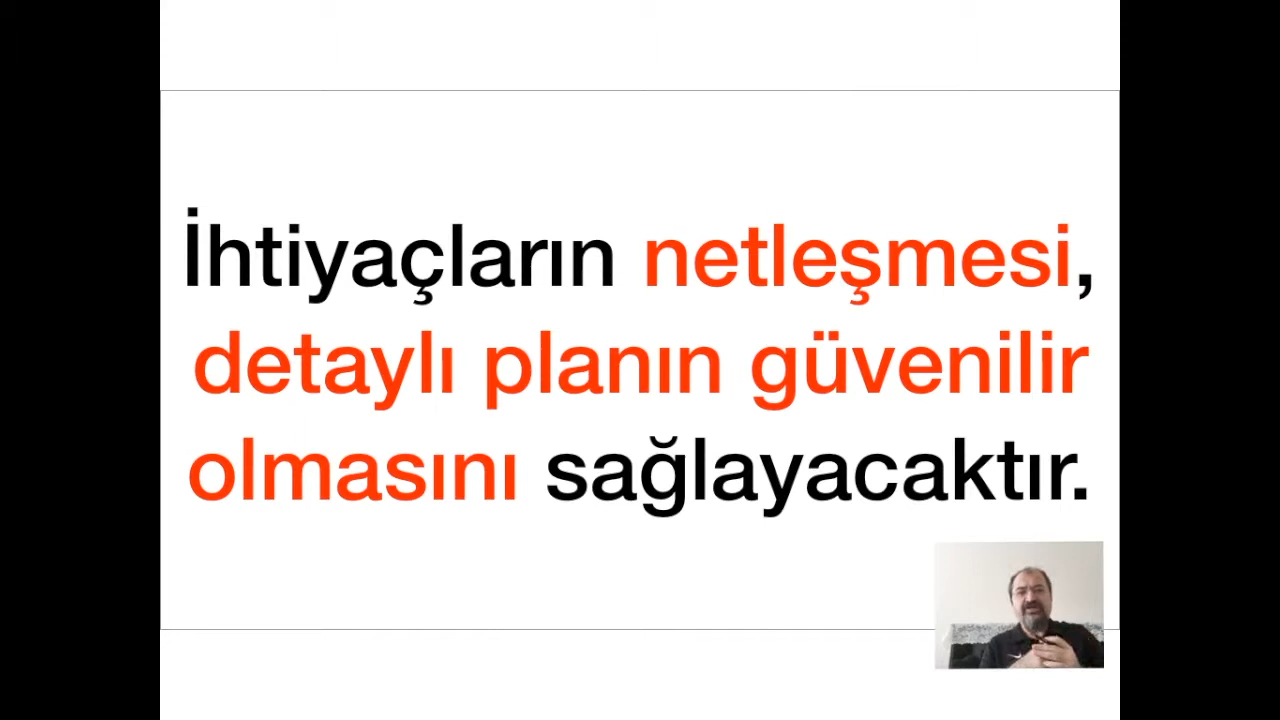 İhtiyaçların netleşmesi,
detaylı planın güvenilir
olmasını sağlayacaktır.